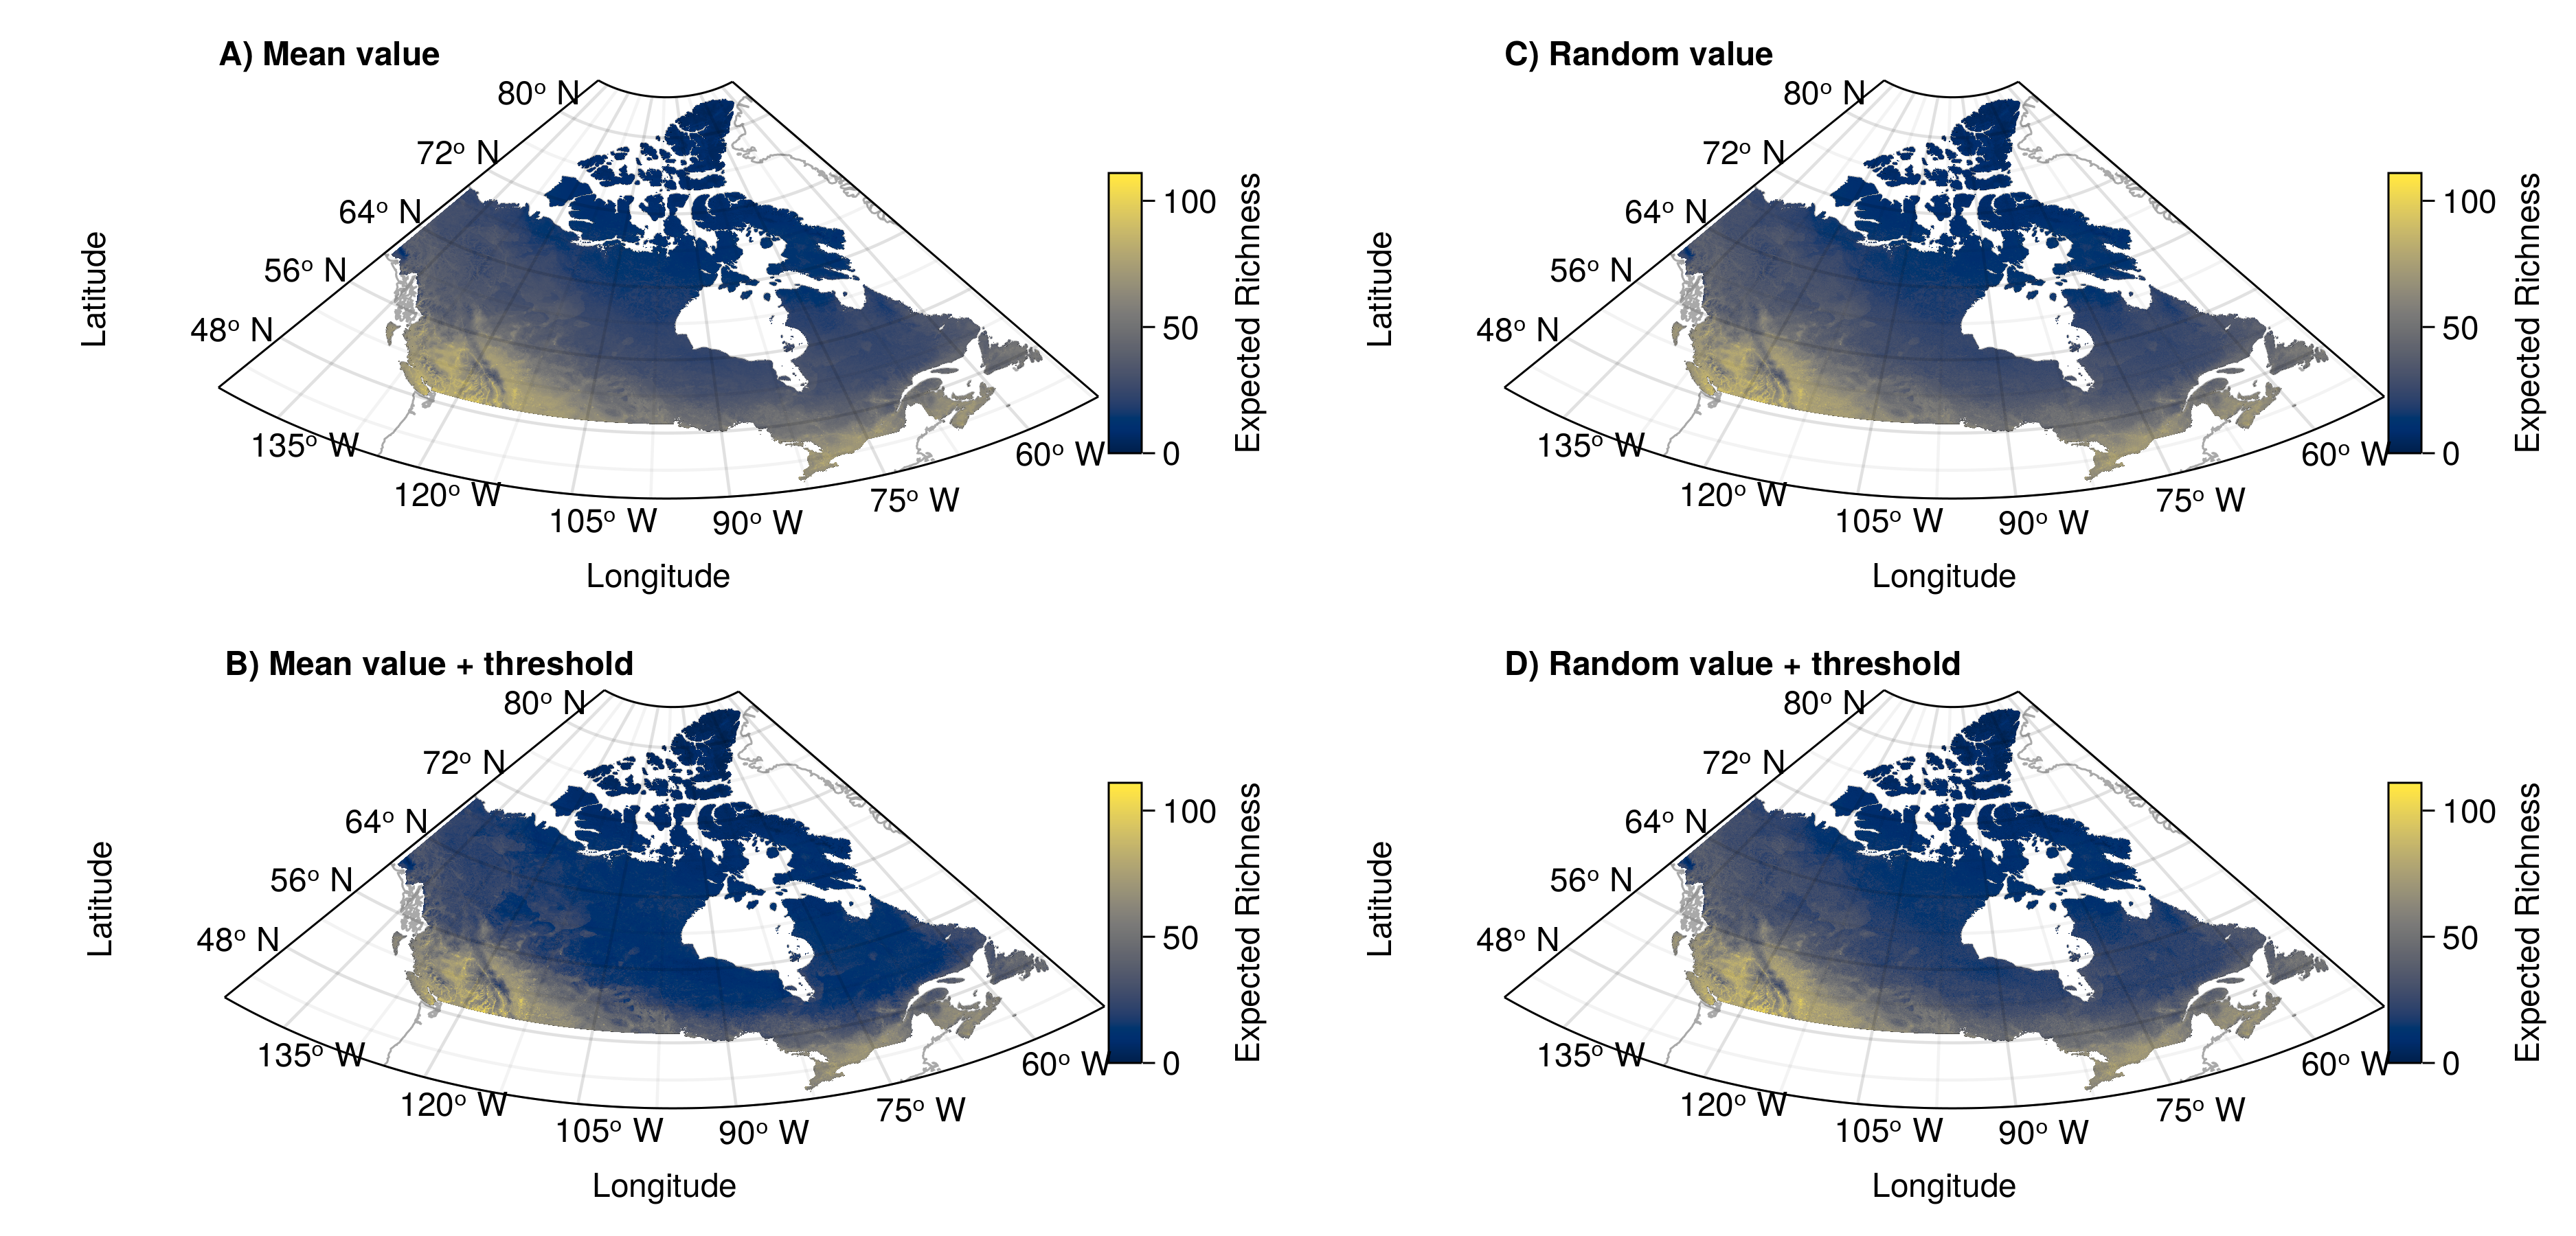 A) Mean value
80° N
72° N
64° N
56° N
48° N
Latitude
135° W
120° W
105° W
90° W
75° W
60° W
Longitude
100
50
0
Expected Richness
C) Random value
80° N
72° N
64° N
56° N
48° N
Latitude
135° W
120° W
105° W
90° W
75° W
60° W
Longitude
100
50
0
Expected Richness
B) Mean value + threshold
80° N
72° N
64° N
56° N
48° N
Latitude
135° W
120° W
105° W
90° W
75° W
60° W
Longitude
100
50
0
Expected Richness
D) Random value + threshold
80° N
72° N
64° N
56° N
48° N
Latitude
135° W
120° W
105° W
90° W
75° W
60° W
Longitude
100
50
0
Expected Richness